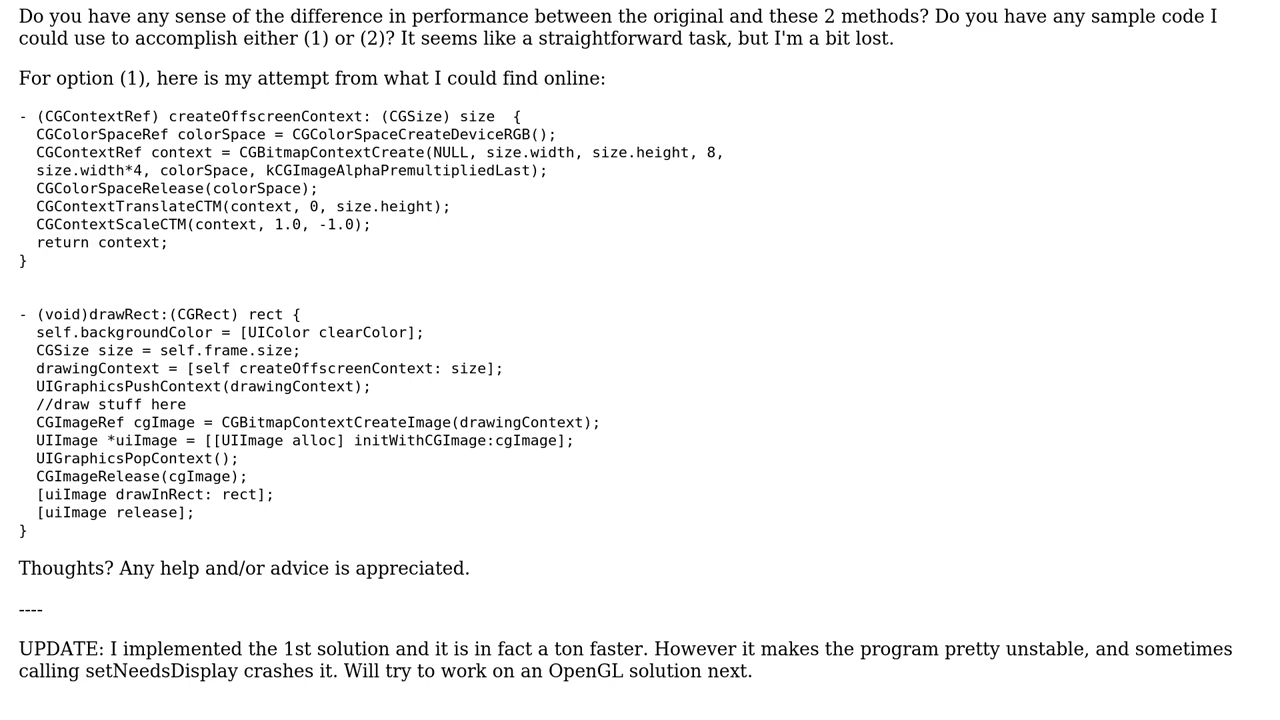 Do you have any sense of the difference in performance between the original and these 2 methods? Do you have any sample code I
could use to accomplish either (1) or (2)? It seems like a straightforward task, but I'm a bit lost.
For option (1), here is my attempt from what I could find online:
- (CGContextRef) createOffscreenContext: (CGSize) size  {
  CGColorSpaceRef colorSpace = CGColorSpaceCreateDeviceRGB();
  CGContextRef context = CGBitmapContextCreate(NULL, size.width, size.height, 8,
  size.width*4, colorSpace, kCGImageAlphaPremultipliedLast);
  CGColorSpaceRelease(colorSpace);
  CGContextTranslateCTM(context, 0, size.height);
  CGContextScaleCTM(context, 1.0, -1.0);
  return context;
}
- (void)drawRect:(CGRect) rect {
  self.backgroundColor = [UIColor clearColor];
  CGSize size = self.frame.size;
  drawingContext = [self createOffscreenContext: size];
  UIGraphicsPushContext(drawingContext);
  //draw stuff here
  CGImageRef cgImage = CGBitmapContextCreateImage(drawingContext);
  UIImage *uiImage = [[UIImage alloc] initWithCGImage:cgImage];
  UIGraphicsPopContext();
  CGImageRelease(cgImage);
  [uiImage drawInRect: rect];
  [uiImage release];
}
Thoughts? Any help and/or advice is appreciated.
----
UPDATE: I implemented the 1st solution and it is in fact a ton faster. However it makes the program pretty unstable, and sometimes
calling setNeedsDisplay crashes it. Will try to work on an OpenGL solution next.